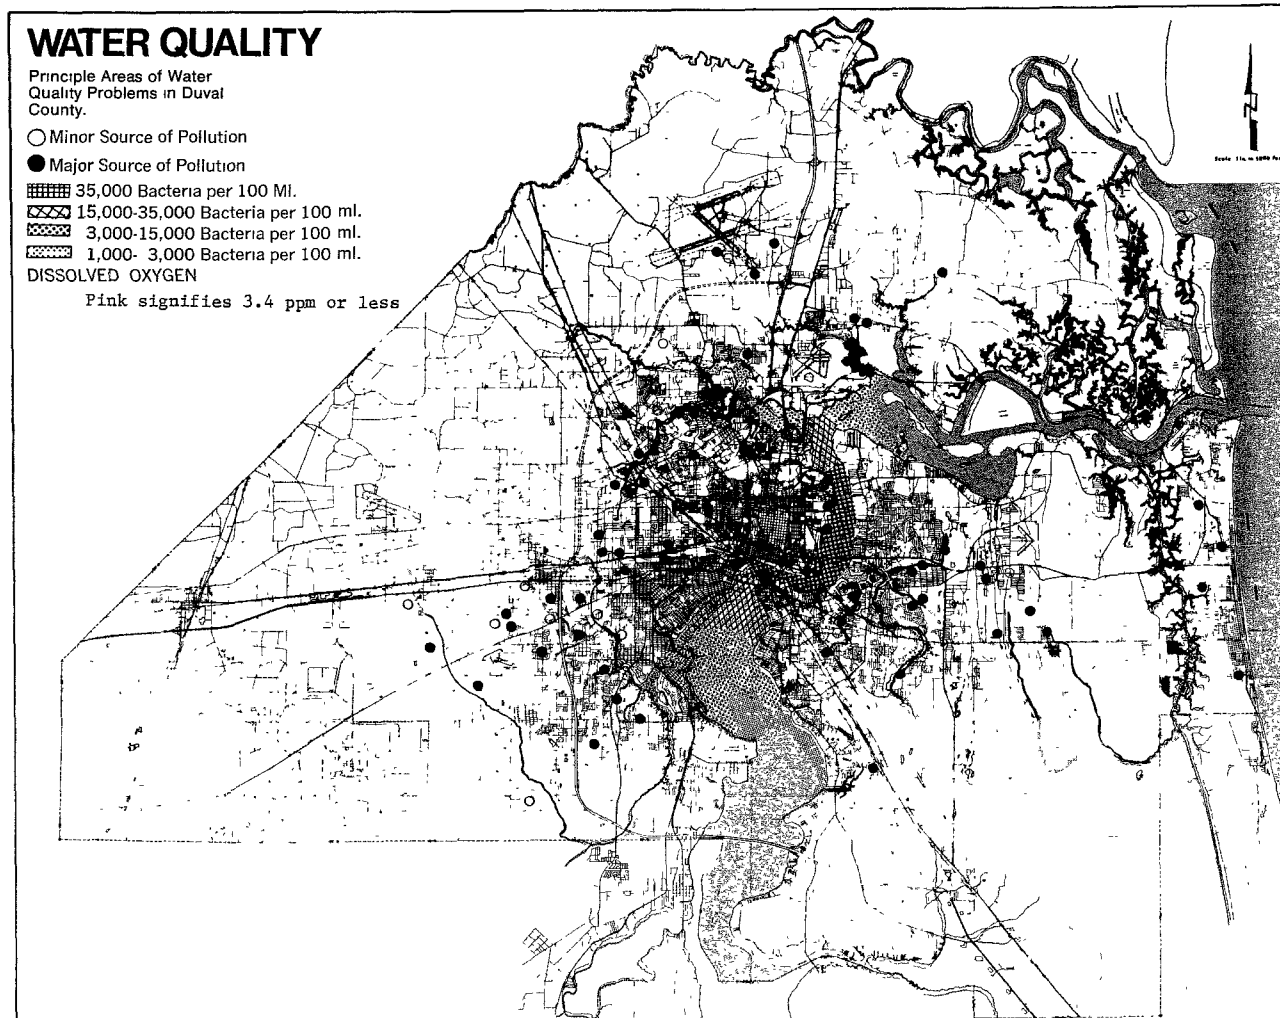 WATER QUALITY
Principle Areas of Water
Quality Problems in Duval
County.
Minor Source of Pollution
Major Source of Pollution
35,000 Bacteria per 100 Ml.
15,000-35,000 Bacteria per 100 ml.
3,000-15,000 Bacteria per 100 ml.
1,000- 3,000 Bacteria per 100 ml.
DISSOLVED OXYGEN
Pink signifies 3.4 ppm or less